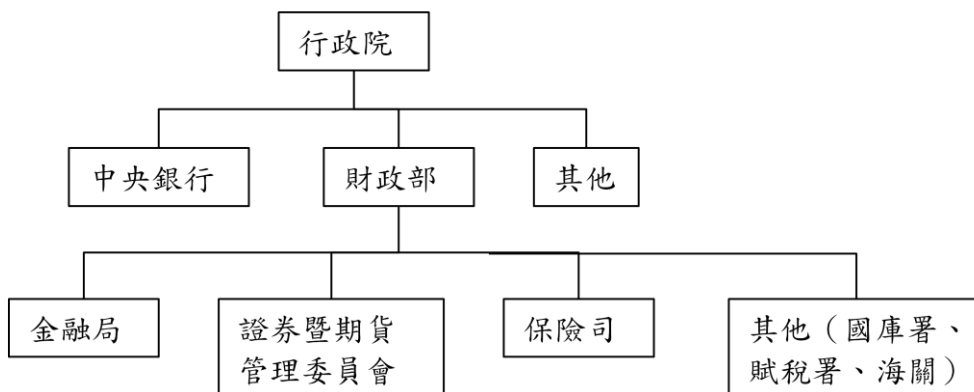 行政院
中央銀行
財政部
其他
金融局
證券暨期貨
管理委員會
保險司
其他（國庫署、
賦稅署、海關）